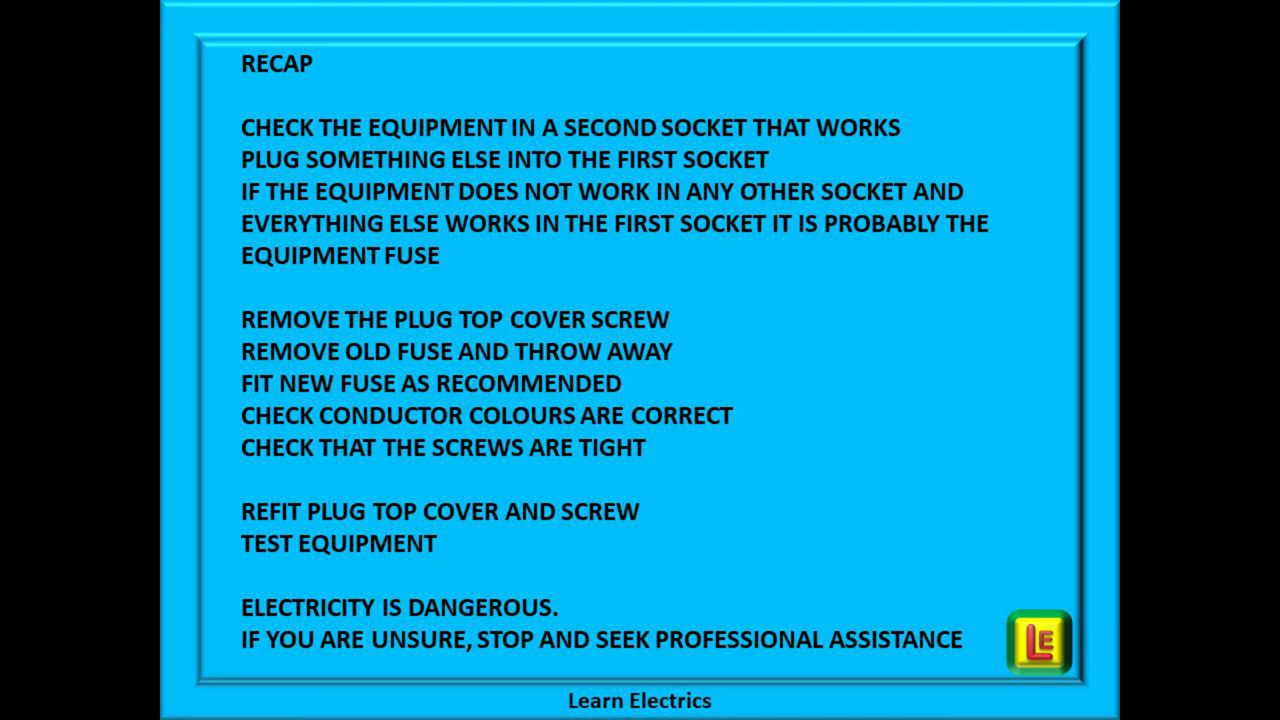 RECAP
CHECK THE EQUIPMENT IN A SECOND SOCKET THAT WORKS
PLUG SOMETHING ELSE INTO THE FIRST SOCKET
IF THE EQUIPMENT DOES NOT WORK IN ANY OTHER SOCKET AND
EVERYTHING ELSE WORKS IN THE FIRST SOCKET IT IS PROBABLY THE
EQUIPMENT FUSE
REMOVE THE PLUG TOP COVER SCREW
REMOVE OLD FUSE AND THROW AWAY
FIT NEW FUSE AS RECOMMENDED
CHECK CONDUCTOR COLOURS ARE CORRECT
CHECK THAT THE SCREWS ARE TIGHT
REFIT PLUG TOP COVER AND SCREW
TEST EQUIPMENT
ELECTRICITY IS DANGEROUS.
IF YOU ARE UNSURE, STOP AND SEEK PROFESSIONAL ASSISTANCE
LE
Learn Electrics